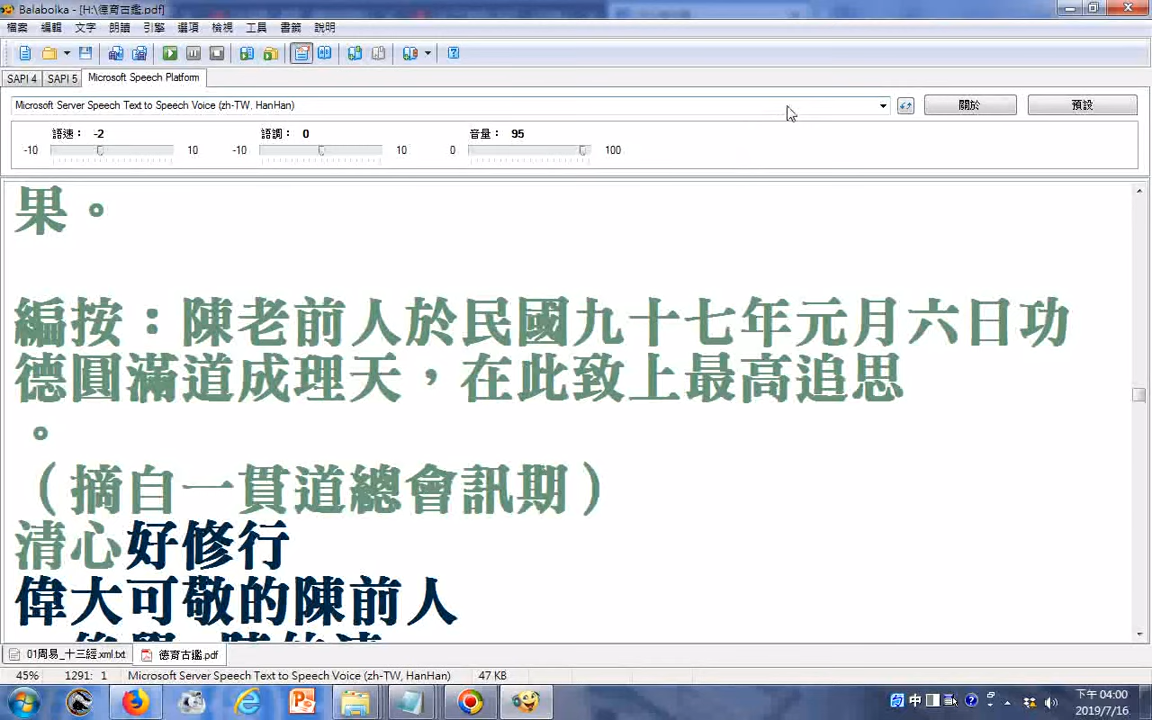 Balabolka - [H:\德育古鑑.pdf]
檔案 編輯 文字 朗讀 引擎 選項 檢視 工具 書籤 說明
SAPI 4 SAPI 5 Microsoft Speech Platform
Microsoft Server Speech Text to Speech Voice (zh-TW, HanHan)
關於 預設
語速： -2 語調： 0 音量： 95
-10 10 -10 10 0 100
果。
編按：陳老前人於民國九十七年元月六日功
德圓滿道成理天，在此致上最高追思
。
（摘自一貫道總會訊期）
清心好修行
偉大可敬的陳前人
01周易_十三經.xml.txt 德育古鑑.pdf
45% 1291: 1 Microsoft Server Speech Text to Speech Voice (zh-TW, HanHan) 47 KB
中
下午 04:00
2019/7/16